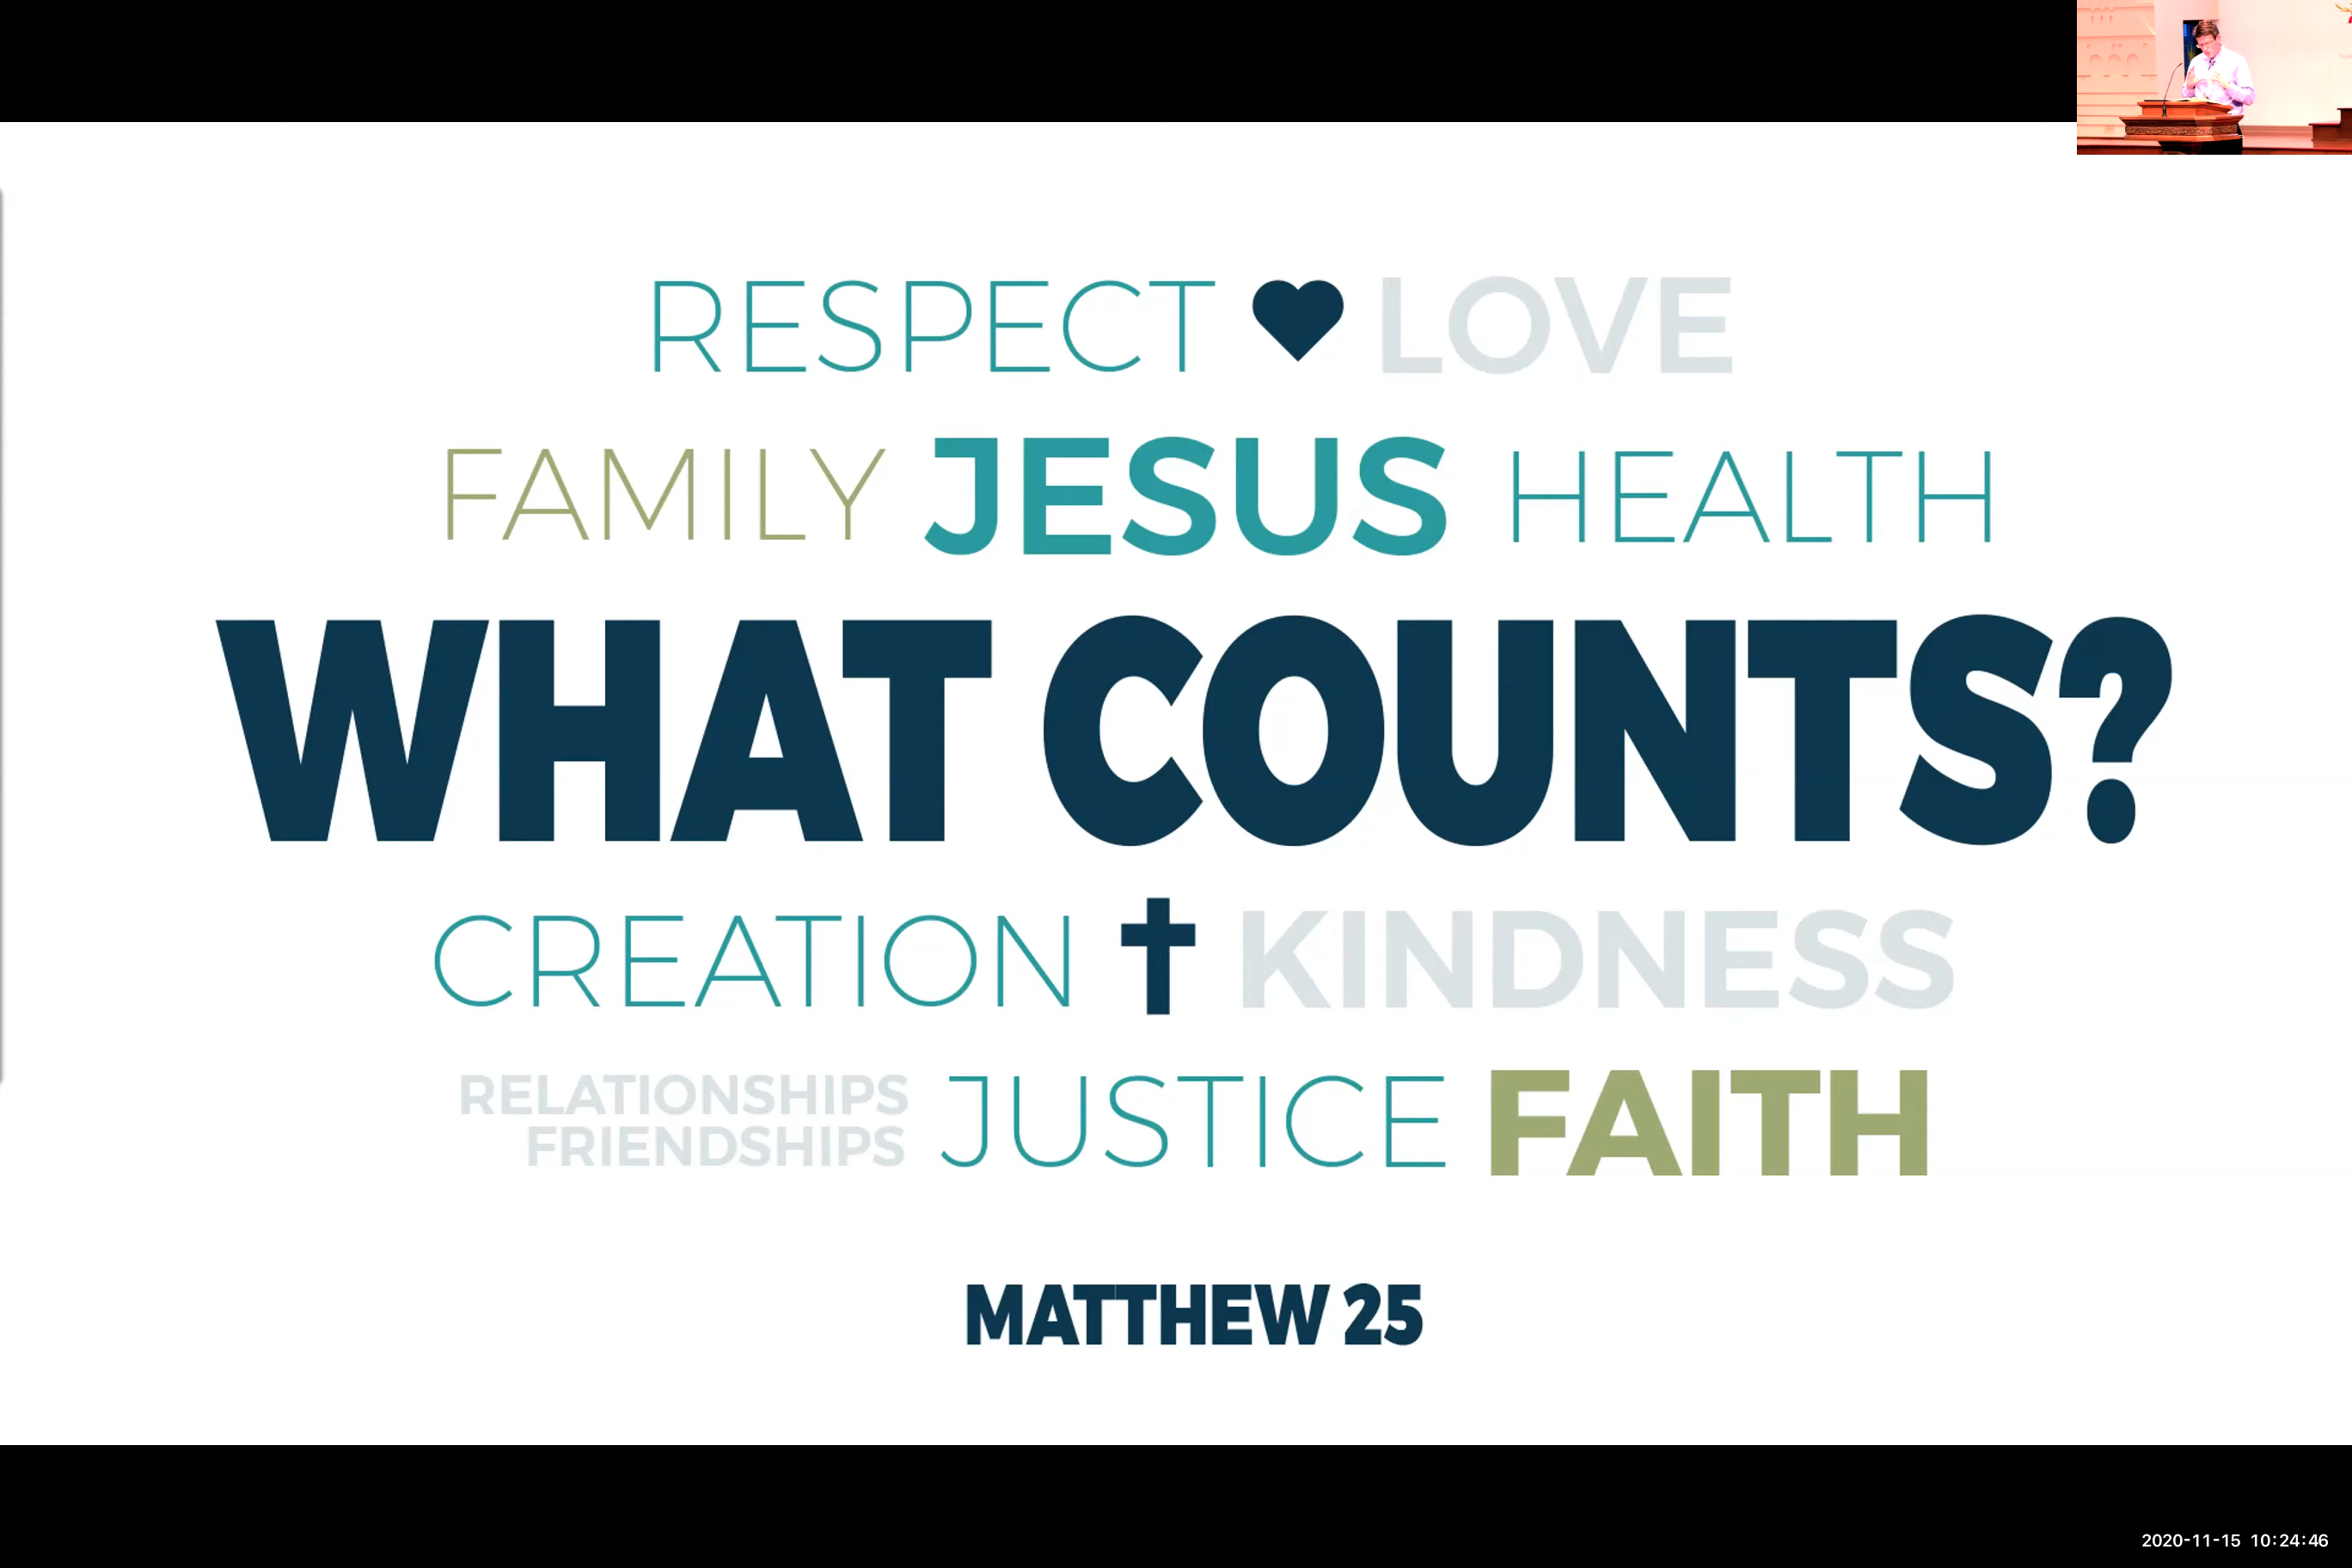 RESPECT LOVE
FAMILY JESUS HEALTH
WHAT COUNTS?
CREATION KINDNESS
RELATIONSHIPS
FRIENDSHIPS JUSTICE FAITH
MATTHEW 25
2020-11-15 10:24:46